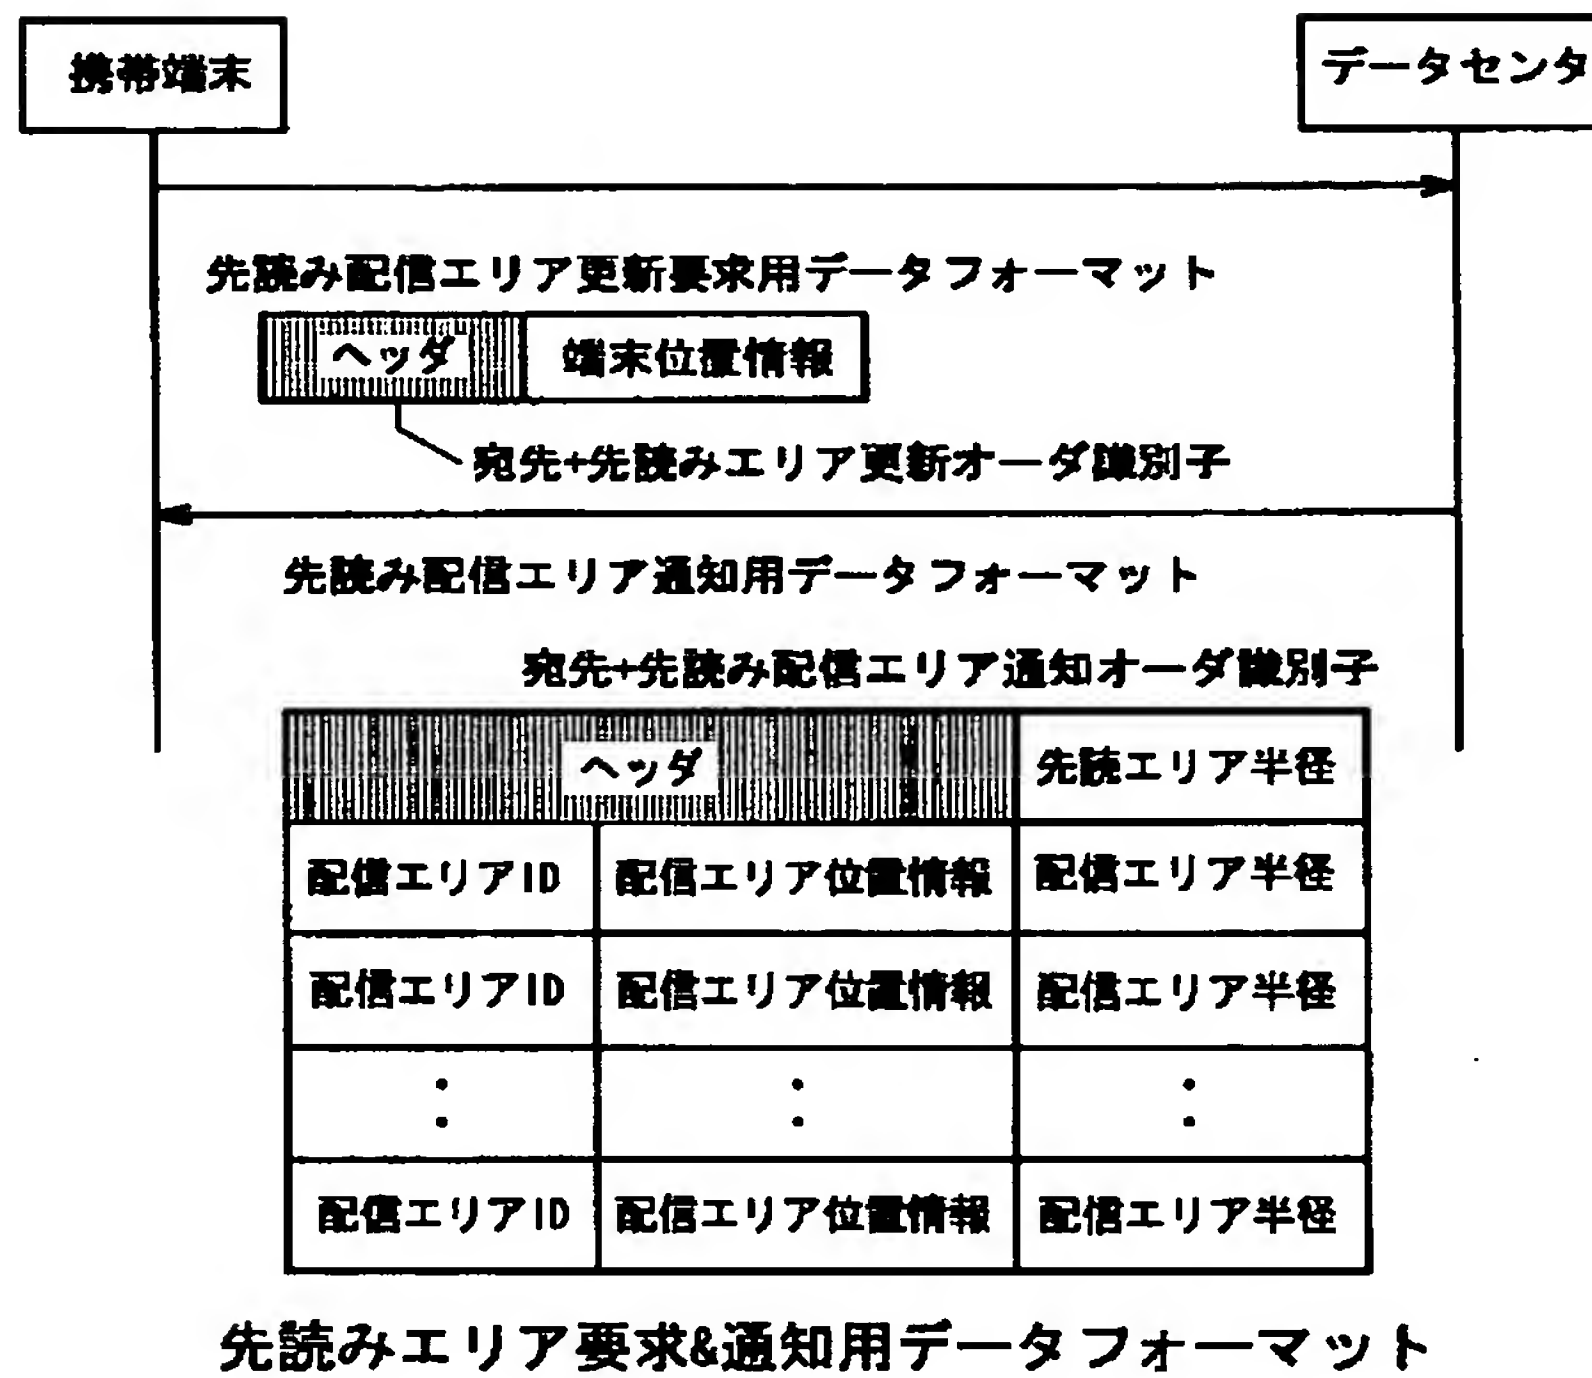 携帯端末
データセンタ
先読み配信エリア更新要求用データフォーマット
ヘッダ 端末位置情報
宛先+先読みエリア更新オーダ識別子
先読み配信エリア通知用データフォーマット
宛先+先読み配信エリア通知オーダ識別子
ヘッダ 先読エリア半径
配信エリアID 配信エリア位置情報 配信エリア半径
配信エリアID 配信エリア位置情報 配信エリア半径
: : :
配信エリアID 配信エリア位置情報 配信エリア半径
先読みエリア要求&通知用データフォーマット